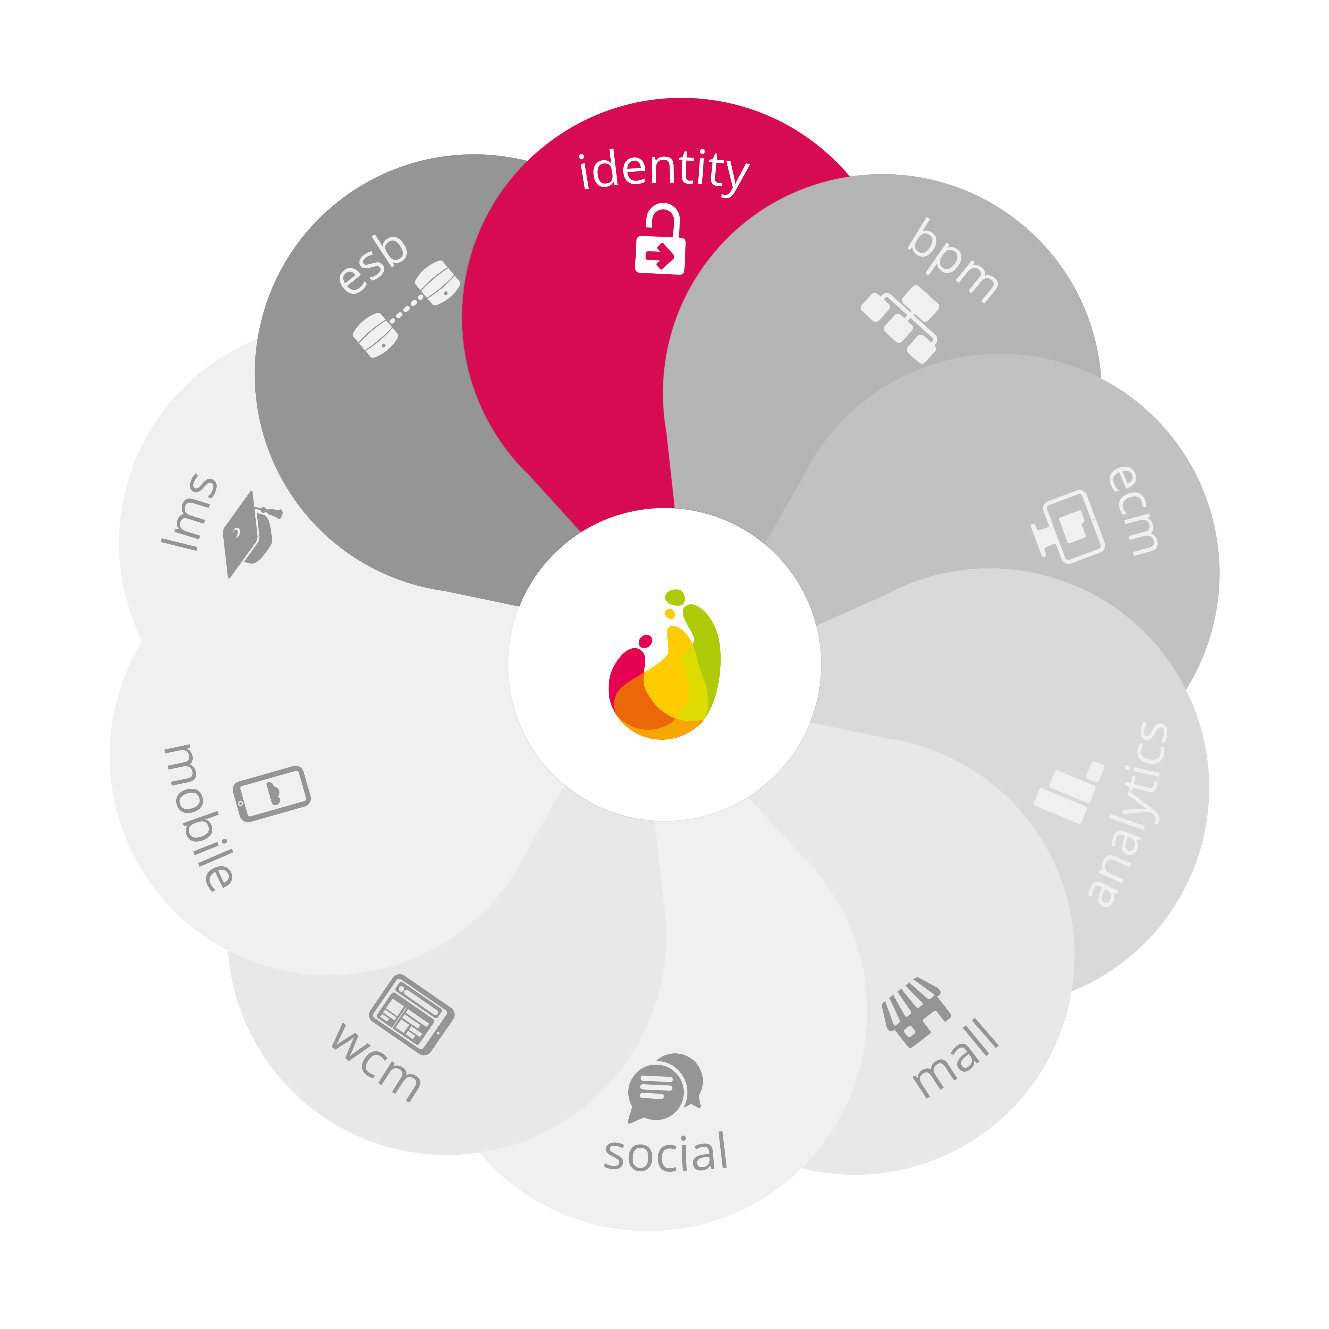 identity
bpm
ecm
analytics
mall
social
wcm
mobile
lms
esb